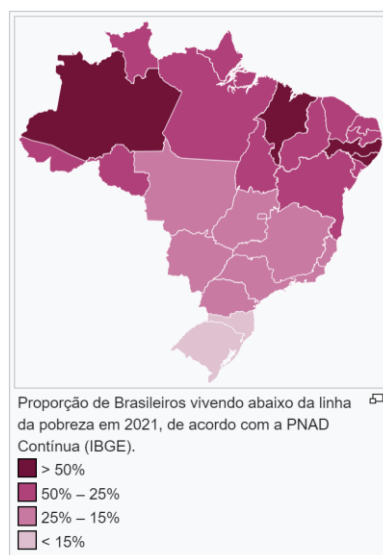 Proporção de Brasileiros vivendo abaixo da linha
da pobreza em 2021, de acordo com a PNAD
Contínua (IBGE).
> 50%
50% – 25%
25% – 15%
< 15%